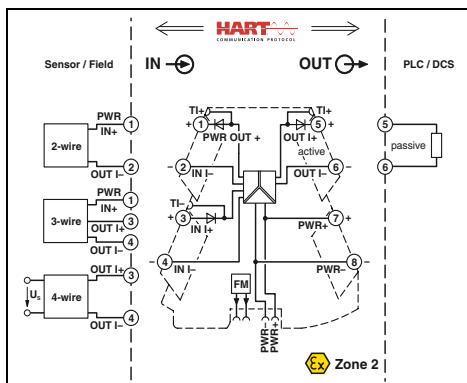 HART
COMMUNICATION PROTOCOL
Sensor / Field
IN
OUT
PLC / DCS
PWR
IN+
1
2-wire
OUT I–
2
PWR
IN+
1
3-wire
OUT I+
3
OUT I–
4
OUT I+
3
4-wire
Us
OUT I–
4
TI+
+ 1
PWR OUT +
– 2
IN I–
TI–
+ 3
IN I+
– 4
IN I–
TI+
5 +
OUT I+
active
6 –
OUT I–
7 +
PWR+
8 –
PWR–
FM
PWR–
PWR+
5
passive
6
Ex Zone 2